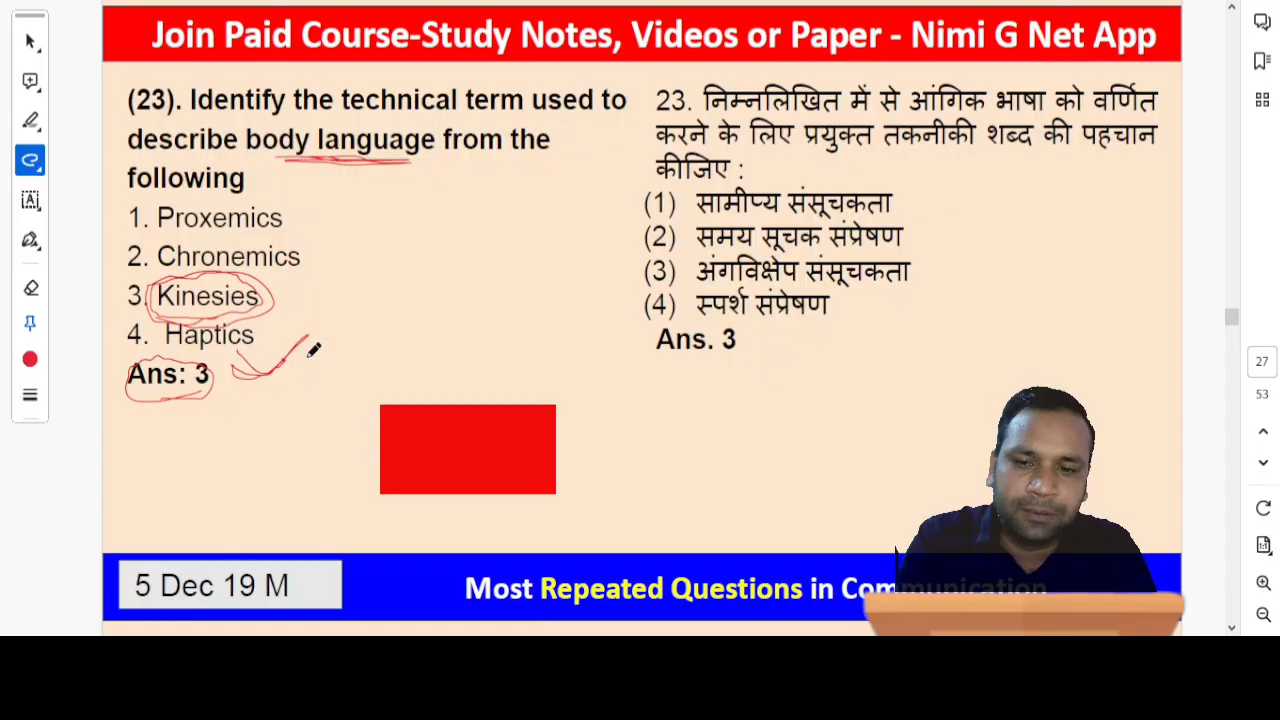 Join Paid Course-Study Notes, Videos or Paper - Nimi G Net App
(23). Identify the technical term used to
describe body language from the
following
1. Proxemics
2. Chronemics
3. Kinesies
4. Haptics
Ans: 3
23. निम्नलिखित में से आंगिक भाषा को वर्णित
करने के लिए प्रयुक्त तकनीकी शब्द की पहचान
कीजिए :
(1) सामीप्य संसूचकता
(2) समय सूचक संप्रेषण
(3) अंगविक्षेप संसूचकता
(4) स्पर्श संप्रेषण
Ans. 3
27
53
5 Dec 19 M
Most Repeated Questions in Communication